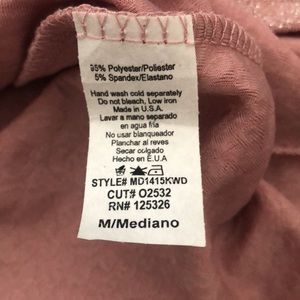 95% Polyester/Poliester
5% Spandex/Elastano
Hand wash cold separately
Do not bleach, Low iron
Made in U.S.A.
Lavar a mano separado
en agua fria
No usar blanqueador
Planchar al reves
Secar colgado
Hecho en E.U.A
STYLE# MD1415KWD
CUT# O2532
RN# 125326
M/Mediano